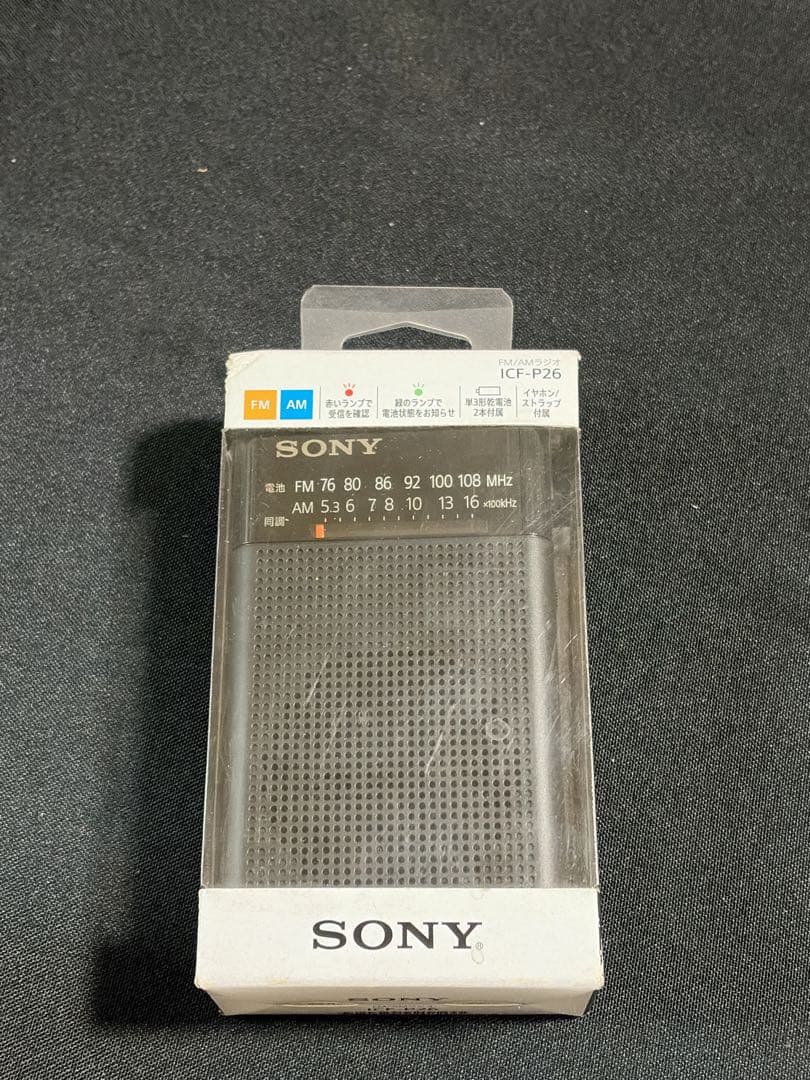 FM/AMラジオ
ICF-P26
FM AM
赤いランプで
受信を確認
緑のランプで
電池状態をお知らせ
単3形乾電池
2本付属
イヤホン/
ストラップ
付属
SONY
電池 FM 76 80 86 92 100 108 MHz
AM 5.3 6 7 8 10 13 16 ×100kHz
同調
SONY®
SONY
ICF-P26